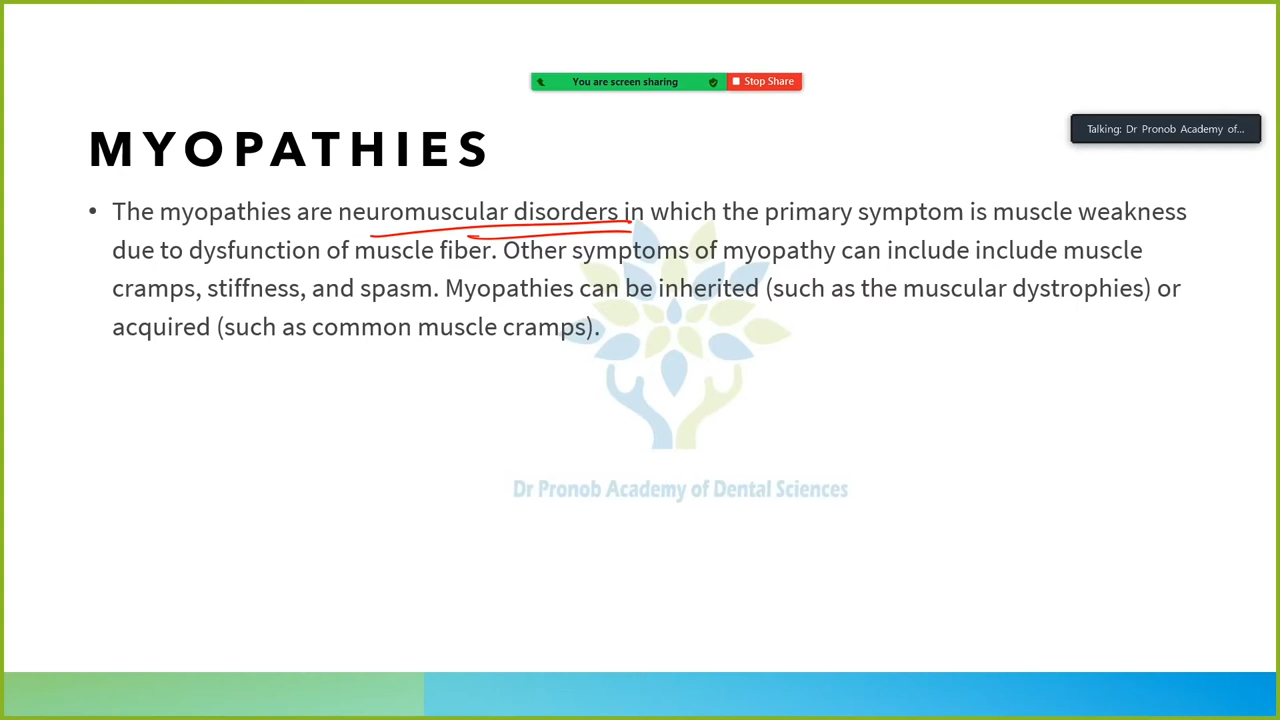 You are screen sharing
Stop Share
Talking: Dr Pronob Academy of...
MYOPATHIES
• The myopathies are neuromuscular disorders in which the primary symptom is muscle weakness
due to dysfunction of muscle fiber. Other symptoms of myopathy can include include muscle
cramps, stiffness, and spasm. Myopathies can be inherited (such as the muscular dystrophies) or
acquired (such as common muscle cramps).
Dr Pronob Academy of Dental Sciences